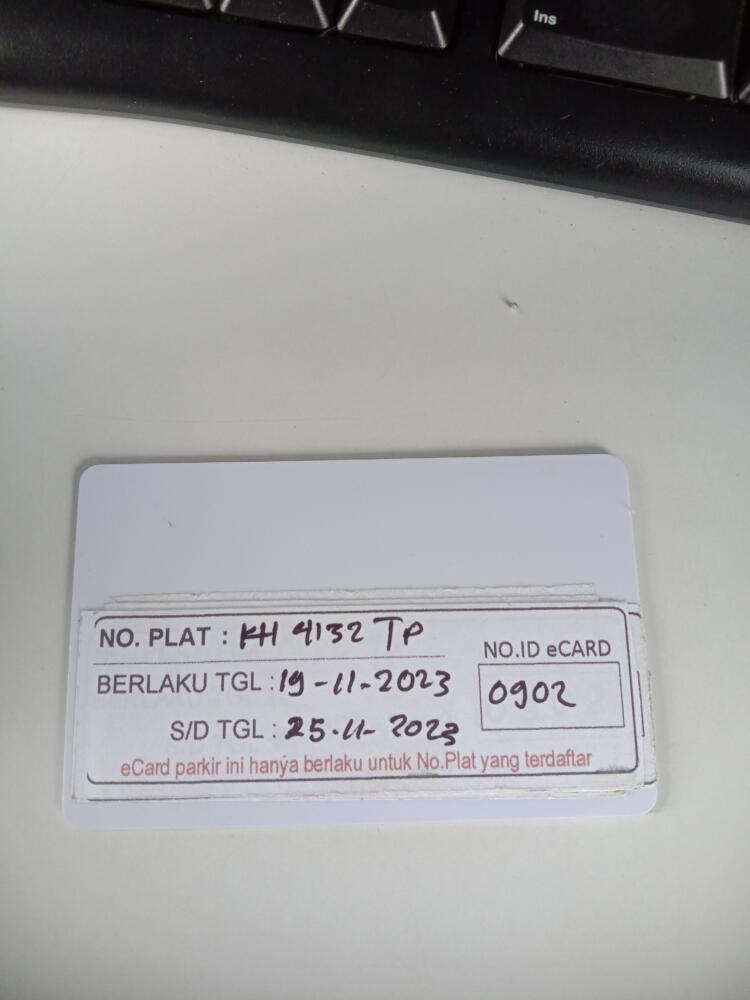 Ins
NO. PLAT : KH 4132 TP
NO.ID eCARD
BERLAKU TGL : 19-11-2023
0902
S/D TGL : 25-11-2023
eCard parkir ini hanya berlaku untuk No.Plat yang terdaftar